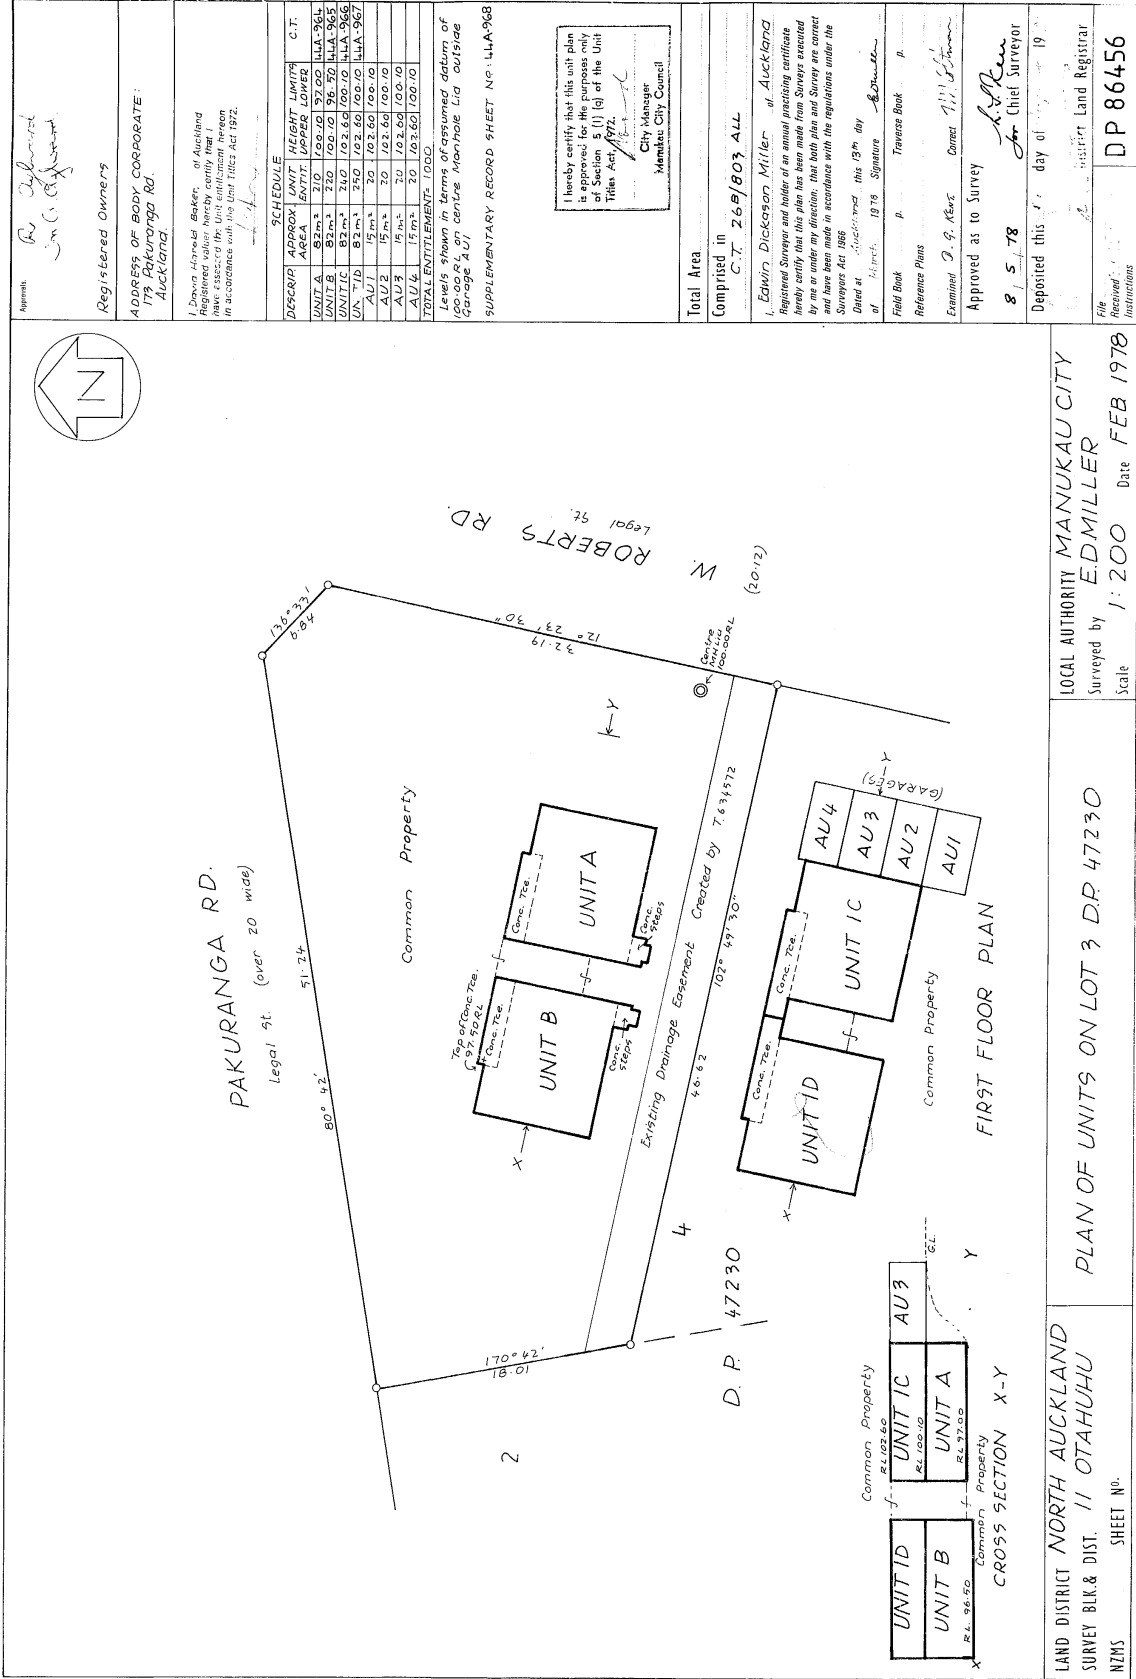 Approvals.
Registered Owners
ADDRESS OF BODY CORPORATE:
173 Pakuranga Rd.
Auckland.
I, David Harold Baker, of Auckland
Registered valuer hereby certify that I
have assessed the Unit entitlement hereon
in accordance with the Unit Titles Act 1972.
SCHEDULE
DESCRIP. APPROX. AREA UNIT ENTIT. HEIGHT LIMITS UPPER LOWER C.T.
UNIT A 82m² 210 100.10 97.00 44A-964
UNIT B 82m² 220 100.10 96.50 44A-965
UNIT 1C 82m² 240 102.60 100.10 44A-966
UNIT 1D 82m² 250 102.60 100.10 44A-967
AU1 15m² 20 102.60 100.10
AU2 15m² 20 102.60 100.10
AU3 15m² 20 102.60 100.10
AU4 15m² 20 102.60 100.10
TOTAL ENTITLEMENT= 1000
Levels shown in terms of assumed datum of
100.00 RL on centre Manhole Lid outside
Garage AU1
SUPPLEMENTARY RECORD SHEET No: 44A-968
I hereby certify that this unit plan
is approved for the purposes only
of Section 5 (1) (g) of the Unit
Titles Act, 1972.
City Manager
Manukau City Council
Total Area
Comprised in
C.T. 26B/803 ALL
I, Edwin Dickason Miller of Auckland
Registered Surveyor and holder of an annual practising certificate
hereby certify that this plan has been made from Surveys executed
by me or under my direction; that both plan and Survey are correct
and have been made in accordance with the regulations under the
Surveyors Act 1966
Dated at Auckland this 13th day
of March 1978 Signature
Field Book p. Traverse Book p.
Reference Plans
Examined D. G. Kent Correct
Approved as to Survey
8 / 5 / 78 for Chief Surveyor
Deposited this day of 19
District Land Registrar
File
Received
Instructions
DP 86456
N
PAKURANGA RD.
Legal St. (over 20 wide)
80° 42'
51.24
136° 33'
6.84
W. ROBERTS RD
Legal St.
(20.12)
12° 23' 30"
32.19
Centre
MH Lid
100.00RL
Common Property
Y
Top of Conc. Tce.
97.50 RL
Conc. Tce.
Conc. Tce.
UNIT B
UNIT A
Conc.
Steps
Conc.
Steps
X
Existing Drainage Easement Created by T.634572
102° 49' 30"
46.62
170° 42'
18.01
2
4
D.P. 47230
(GARAGES)
Y
AU4
AU3
AU2
AU1
Conc. Tce.
Conc. Tce.
UNIT 1D
UNIT 1C
X
Common Property
FIRST FLOOR PLAN
Common Property
RL 102.60
UNIT 1D
UNIT 1C
RL 100.10
AU3
G.L.
UNIT B
RL 96.50
UNIT A
RL 97.00
X
Y
Common Property
CROSS SECTION X-Y
LAND DISTRICT NORTH AUCKLAND
SURVEY BLK.& DIST. 11 OTAHUHU
NZMS SHEET No.
PLAN OF UNITS ON LOT 3 D.P. 47230
LOCAL AUTHORITY MANUKAU CITY
Surveyed by E.D MILLER
Scale 1:200 Date FEB 1978